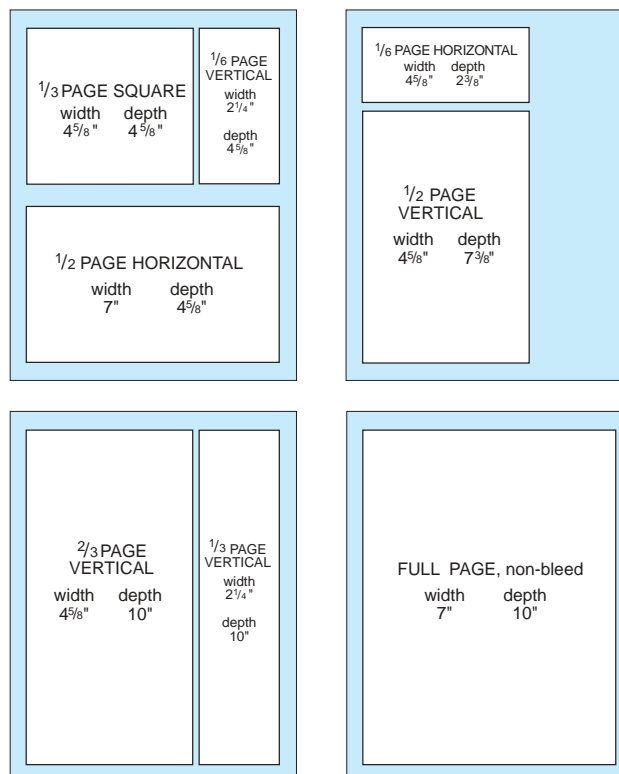 1/3 PAGE SQUARE
width depth
4 5/8" 4 5/8"
1/6 PAGE
VERTICAL
width
2 1/4"
depth
4 5/8"
1/2 PAGE HORIZONTAL
width depth
7" 4 5/8"
1/6 PAGE HORIZONTAL
width depth
4 5/8" 2 3/8"
1/2 PAGE
VERTICAL
width depth
4 5/8" 7 3/8"
2/3 PAGE
VERTICAL
width depth
4 5/8" 10"
1/3 PAGE
VERTICAL
width
2 1/4"
depth
10"
FULL PAGE, non-bleed
width depth
7" 10"